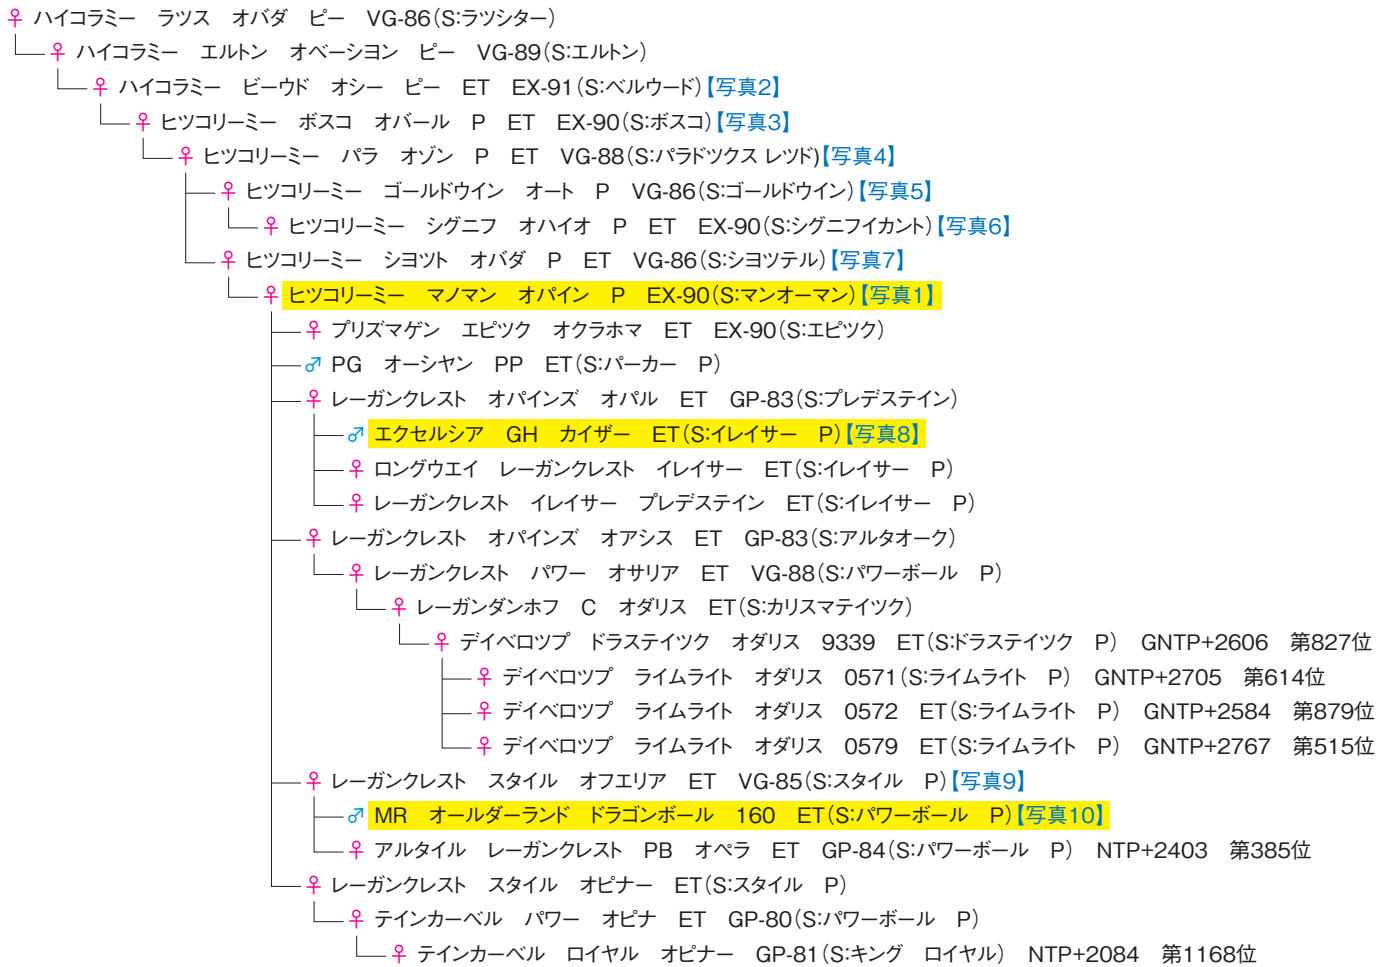 ♀ ハイコラミー　ラツス　オバダ　ピー　VG-86(S:ラツシター)
♀ ハイコラミー　エルトン　オベーシヨン　ピー　VG-89(S:エルトン)
♀ ハイコラミー　ビーウド　オシー　ピー　ET　EX-91(S:ベルウード)【写真2】
♀ ヒツコリーミー　ボスコ　オバール　P　ET　EX-90(S:ボスコ)【写真3】
♀ ヒツコリーミー　パラ　オゾン　P　ET　VG-88(S:パラドツクス レツド)【写真4】
♀ ヒツコリーミー　ゴールドウイン　オート　P　VG-86(S:ゴールドウイン)【写真5】
♀ ヒツコリーミー　シグニフ　オハイオ　P　ET　EX-90(S:シグニフイカント)【写真6】
♀ ヒツコリーミー　シヨツト　オバダ　P　ET　VG-86(S:シヨツテル)【写真7】
♀ ヒツコリーミー　マノマン　オパイン　P　EX-90(S:マンオーマン)【写真1】
♀ プリズマゲン　エピツク　オクラホマ　ET　EX-90(S:エピツク)
♂ PG　オーシヤン　PP　ET(S:パーカー　P)
♀ レーガンクレスト　オパインズ　オパル　ET　GP-83(S:プレデステイン)
♂ エクセルシア　GH　カイザー　ET(S:イレイサー　P)【写真8】
♀ ロングウエイ　レーガンクレスト　イレイサー　ET(S:イレイサー　P)
♀ レーガンクレスト　イレイサー　プレデステイン　ET(S:イレイサー　P)
♀ レーガンクレスト　オパインズ　オアシス　ET　GP-83(S:アルタオーク)
♀ レーガンクレスト　パワー　オサリア　ET　VG-88(S:パワーボール　P)
♀ レーガンダンホフ　C　オダリス　ET(S:カリスマテイツク)
♀ デイベロツプ　ドラステイツク　オダリス　9339　ET(S:ドラステイツク　P)　GNTP+2606　第827位
♀ デイベロツプ　ライムライト　オダリス　0571(S:ライムライト　P)　GNTP+2705　第614位
♀ デイベロツプ　ライムライト　オダリス　0572　ET(S:ライムライト　P)　GNTP+2584　第879位
♀ デイベロツプ　ライムライト　オダリス　0579　ET(S:ライムライト　P)　GNTP+2767　第515位
♀ レーガンクレスト　スタイル　オフエリア　ET　VG-85(S:スタイル　P)【写真9】
♂ MR　オールダーランド　ドラゴンボール　160　ET(S:パワーボール　P)【写真10】
♀ アルタイル　レーガンクレスト　PB　オペラ　ET　GP-84(S:パワーボール　P)　NTP+2403　第385位
♀ レーガンクレスト　スタイル　オピナー　ET(S:スタイル　P)
♀ テインカーベル　パワー　オピナ　ET　GP-80(S:パワーボール　P)
♀ テインカーベル　ロイヤル　オピナー　GP-81(S:キング　ロイヤル)　NTP+2084　第1168位